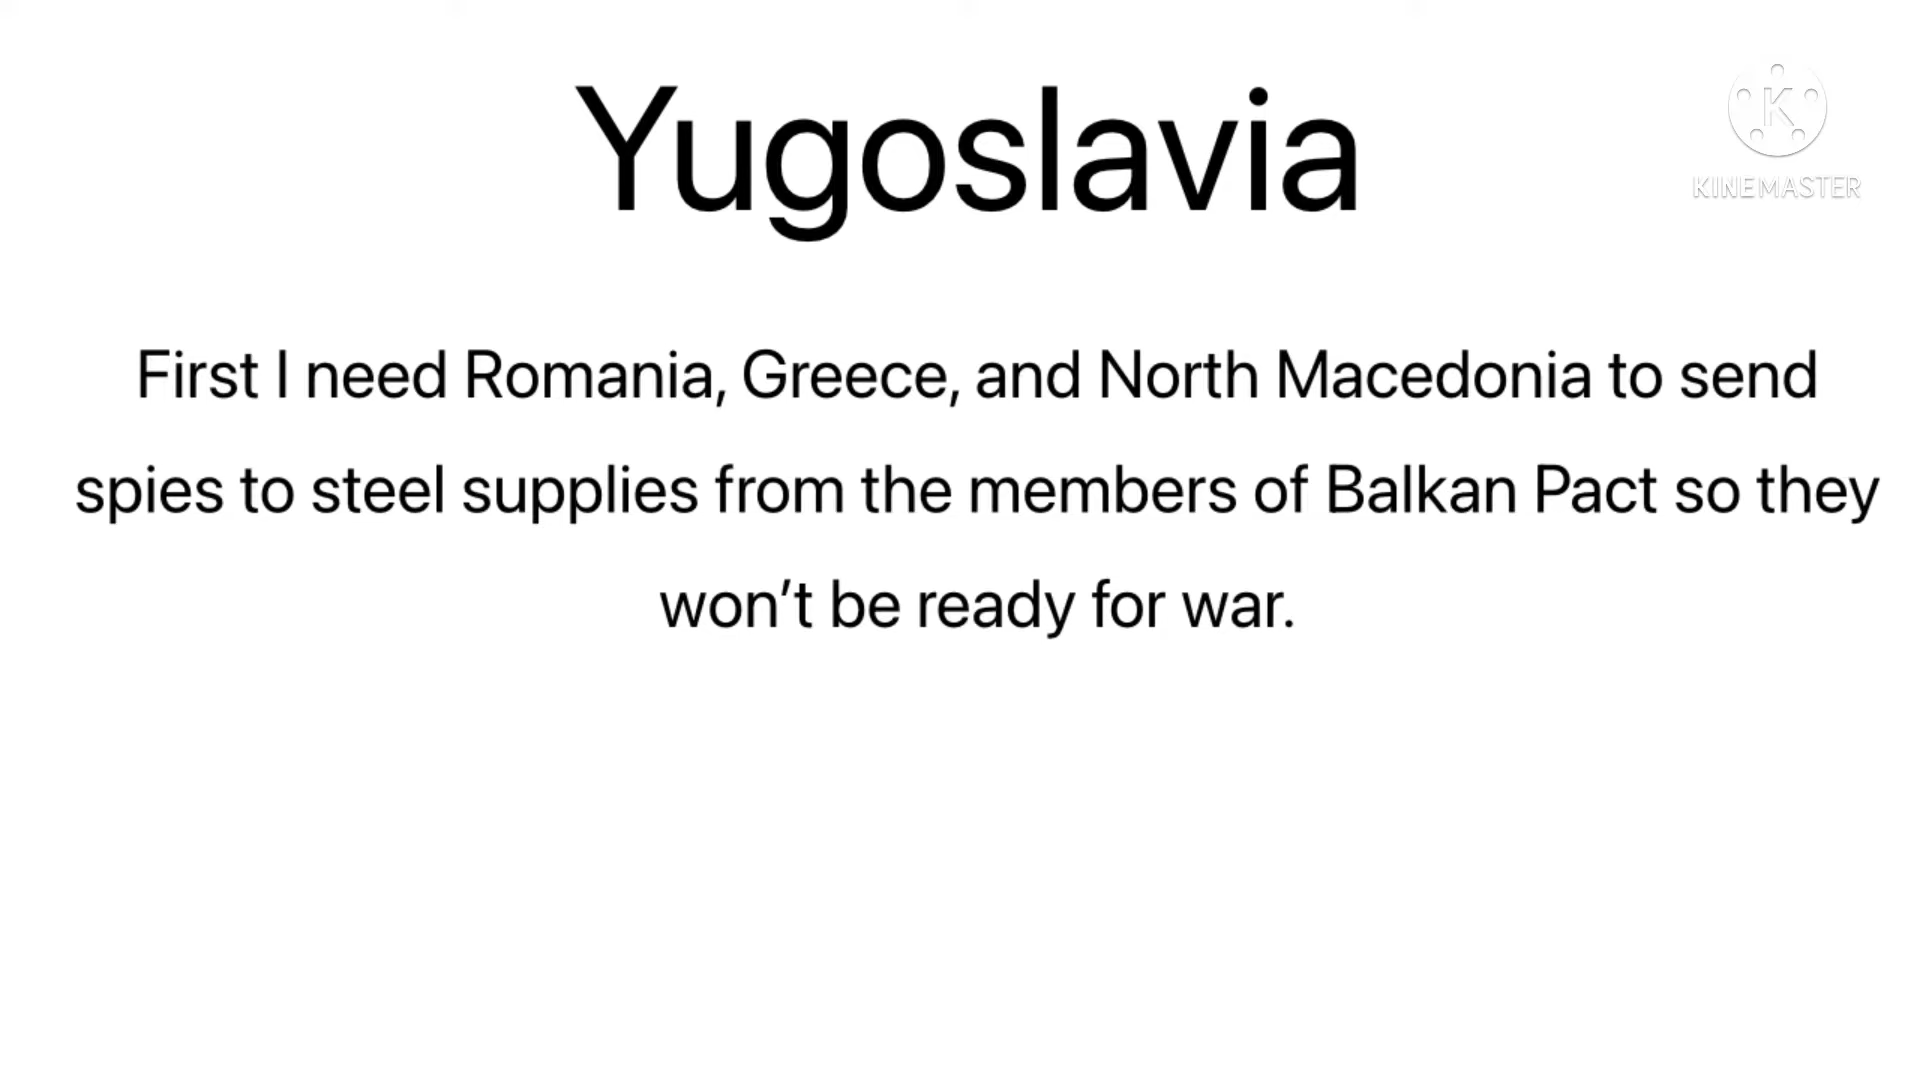 Yugoslavia
K
KINEMASTER
First I need Romania, Greece, and North Macedonia to send
spies to steel supplies from the members of Balkan Pact so they
won’t be ready for war.